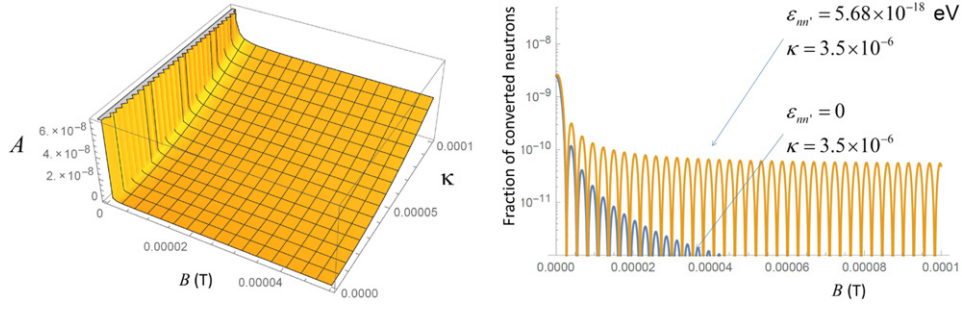 A
6. × 10⁻⁸
4. × 10⁻⁸
2. × 10⁻⁸
0
0
0.00002
0.00004
B (T)
0.0001
κ
0.00005
0.0000
Fraction of converted neutrons
10⁻⁸
10⁻⁹
10⁻¹⁰
10⁻¹¹
εₙₙ' = 5.68×10⁻¹⁸ eV
κ = 3.5×10⁻⁶
εₙₙ' = 0
κ = 3.5×10⁻⁶
0.0000 0.00002 0.00004 0.00006 0.00008 0.0001
B (T)